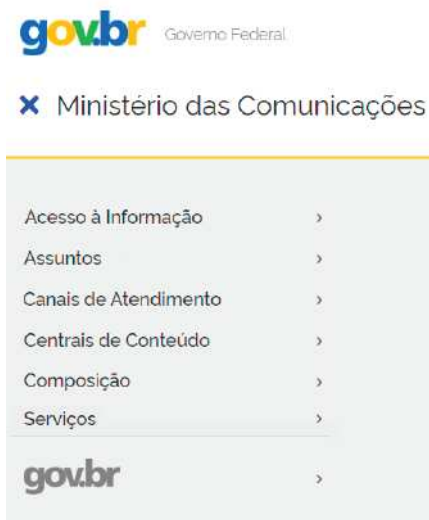 gov.br Governo Federal
Ministério das Comunicações
Acesso à Informação
Assuntos
Canais de Atendimento
Centrais de Conteúdo
Composição
Serviços
gov.br